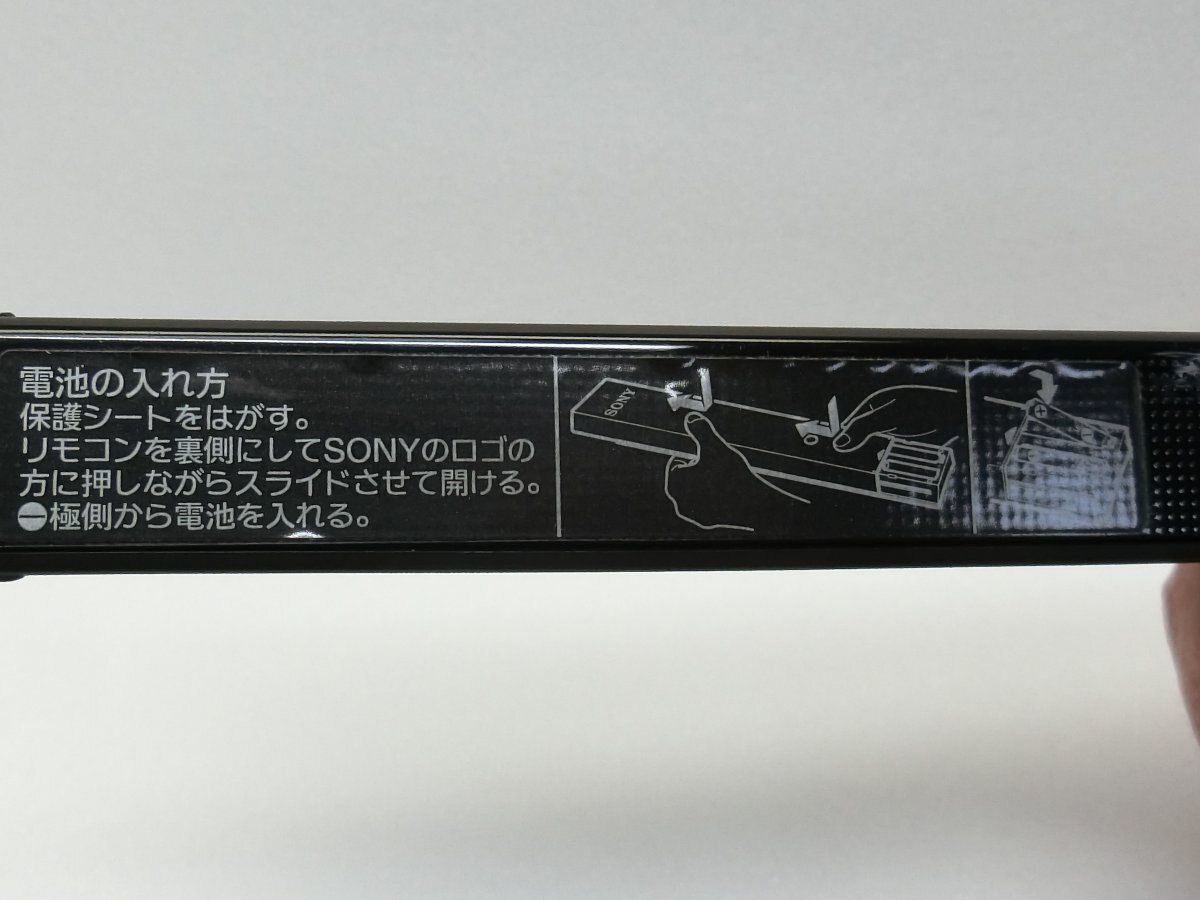 電池の入れ方
保護シートをはがす。
リモコンを裏側にしてSONYのロゴの
方に押しながらスライドさせて開ける。
⊖極側から電池を入れる。
SONY